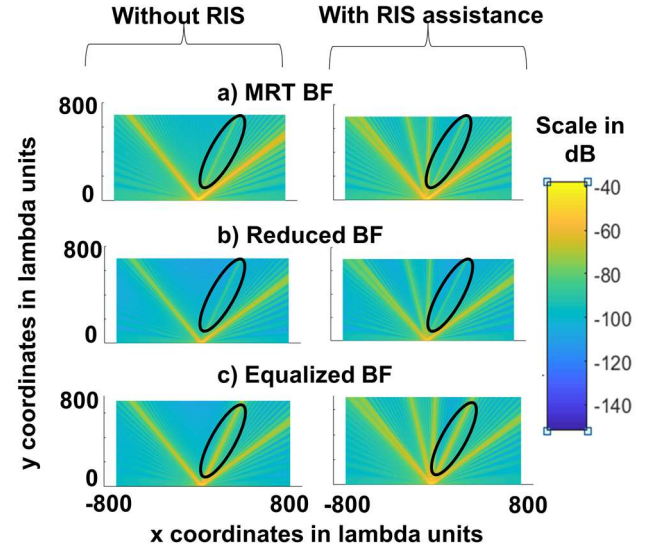 Without RIS
With RIS assistance
a) MRT BF
800
0
Scale in
dB
-40
-60
-80
-100
-120
-140
b) Reduced BF
800
0
c) Equalized BF
800
0
-800
800
-800
800
x coordinates in lambda units
y coordinates in lambda units